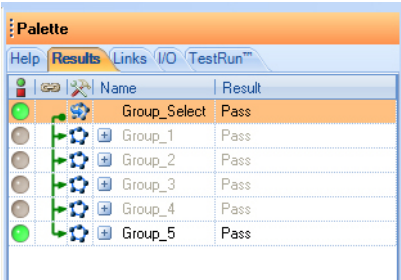 Palette
Help Results Links I/O TestRun™
Name Result
Group_Select Pass
Group_1 Pass
Group_2 Pass
Group_3 Pass
Group_4 Pass
Group_5 Pass